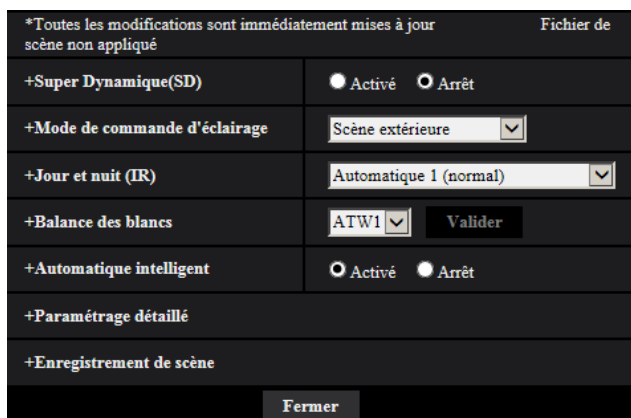 *Toutes les modifications sont immédiatement mises à jour Fichier de
scène non appliqué
+Super Dynamique(SD) Activé Arrêt
+Mode de commande d'éclairage Scène extérieure
+Jour et nuit (IR) Automatique 1 (normal)
+Balance des blancs ATW1 Valider
+Automatique intelligent Activé Arrêt
+Paramétrage détaillé
+Enregistrement de scène
Fermer